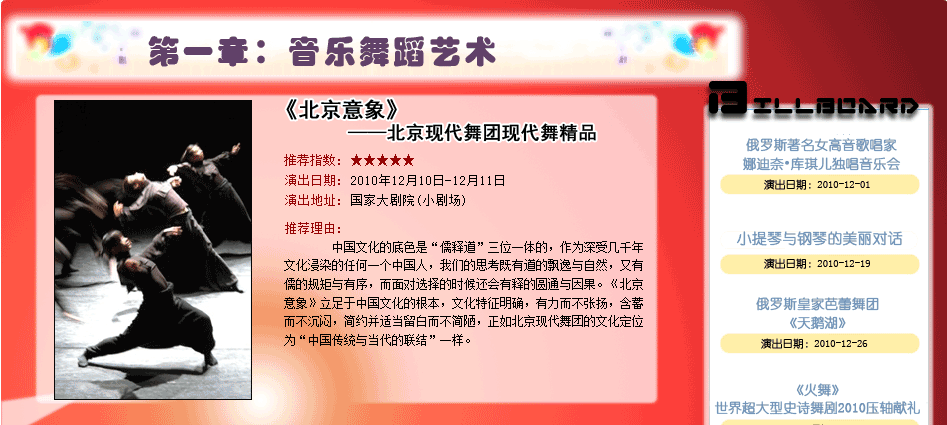 第一章：音乐舞蹈艺术
《北京意象》
——北京现代舞团现代舞精品
推荐指数：★★★★★
演出日期：2010年12月10日-12月11日
演出地址：国家大剧院(小剧场)
推荐理由：
中国文化的底色是“儒释道”三位一体的，作为深受几千年
文化浸染的任何一个中国人，我们的思考既有道的飘逸与自然，又有
儒的规矩与有序，而面对选择的时候还会有释的圆通与因果。《北京
意象》立足于中国文化的根本，文化特征明确，有力而不张扬，含蓄
而不沉闷，简约并适当留白而不简陋，正如北京现代舞团的文化定位
为“中国传统与当代的联结”一样。
BILLBOARD
俄罗斯著名女高音歌唱家
娜迪奈•库琪儿独唱音乐会
演出日期：2010-12-01
小提琴与钢琴的美丽对话
演出日期：2010-12-19
俄罗斯皇家芭蕾舞团
《天鹅湖》
演出日期：2010-12-26
《火舞》
世界超大型史诗舞剧2010压轴献礼